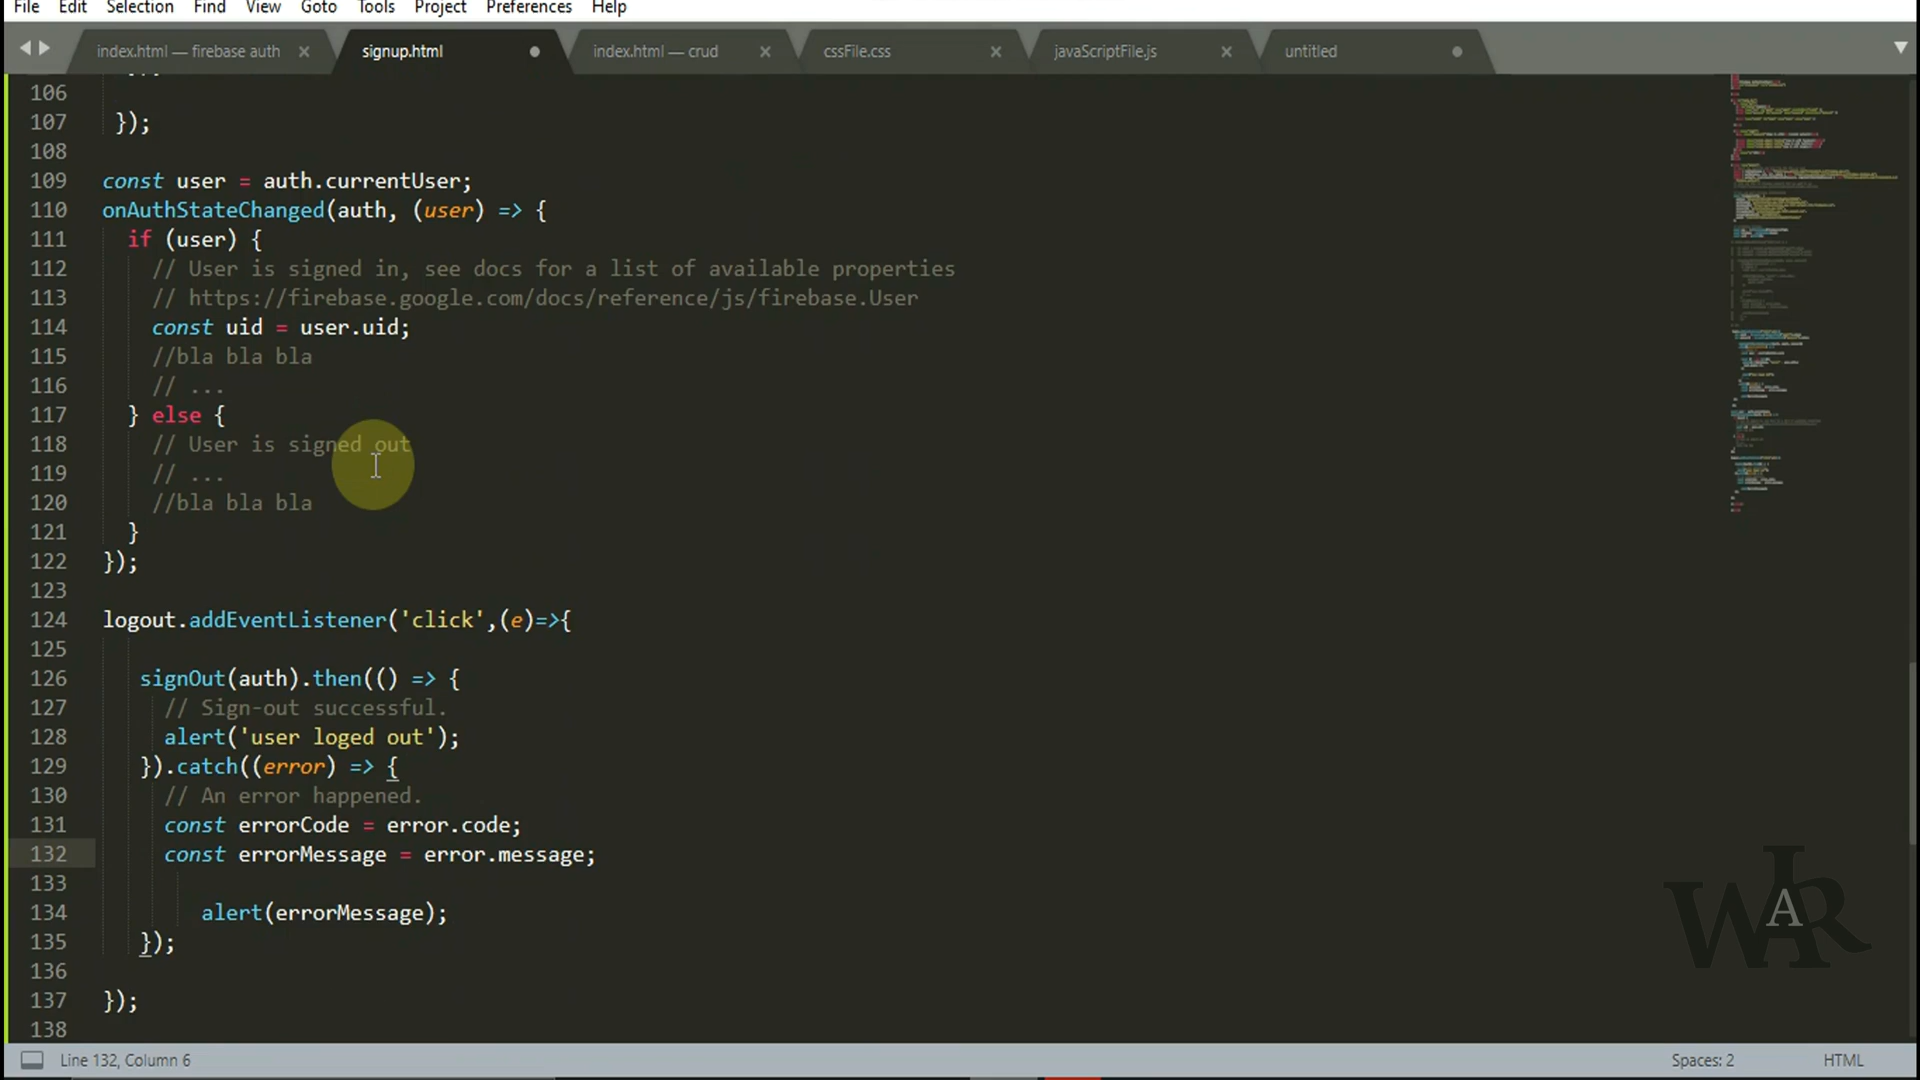 File Edit Selection Find View Goto Tools Project Preferences Help
index.html — firebase auth signup.html index.html — crud cssFile.css javaScriptFile.js untitled
106
107 });
108
109 const user = auth.currentUser;
110 onAuthStateChanged(auth, (user) => {
111 if (user) {
112 // User is signed in, see docs for a list of available properties
113 // https://firebase.google.com/docs/reference/js/firebase.User
114 const uid = user.uid;
115 //bla bla bla
116 // ...
117 } else {
118 // User is signed out
119 // ...
120 //bla bla bla
121 }
122 });
123
124 logout.addEventListener('click',(e)=>{
125
126 signOut(auth).then(() => {
127 // Sign-out successful.
128 alert('user loged out');
129 }).catch((error) => {
130 // An error happened.
131 const errorCode = error.code;
132 const errorMessage = error.message;
133
134 alert(errorMessage);
135 });
136
137 });
138
WAR
Line 132, Column 6 Spaces: 2 HTML